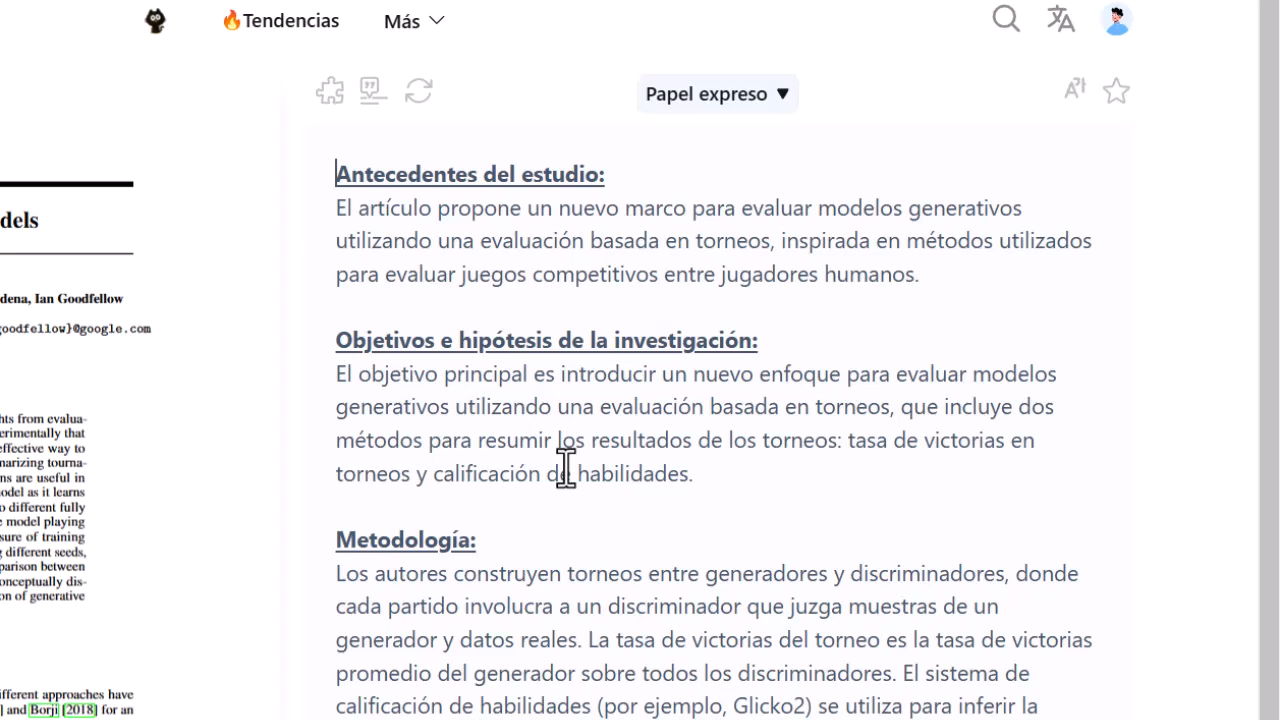 🔥Tendencias
Más
Papel expreso ▼
dels
dena, Ian Goodfellow
goodfellow}@google.com
hts from evalua-
erimentally that
effective way to
marizing tourna-
ns are useful in
odel as it learns
o different fully
e model playing
sure of training
g different seeds,
parison between
onceptually dis-
on of generative
ifferent approaches have
] and Borji [2018] for an
Antecedentes del estudio:
El artículo propone un nuevo marco para evaluar modelos generativos
utilizando una evaluación basada en torneos, inspirada en métodos utilizados
para evaluar juegos competitivos entre jugadores humanos.
Objetivos e hipótesis de la investigación:
El objetivo principal es introducir un nuevo enfoque para evaluar modelos
generativos utilizando una evaluación basada en torneos, que incluye dos
métodos para resumir los resultados de los torneos: tasa de victorias en
torneos y calificación de habilidades.
Metodología:
Los autores construyen torneos entre generadores y discriminadores, donde
cada partido involucra a un discriminador que juzga muestras de un
generador y datos reales. La tasa de victorias del torneo es la tasa de victorias
promedio del generador sobre todos los discriminadores. El sistema de
calificación de habilidades (por ejemplo, Glicko2) se utiliza para inferir la